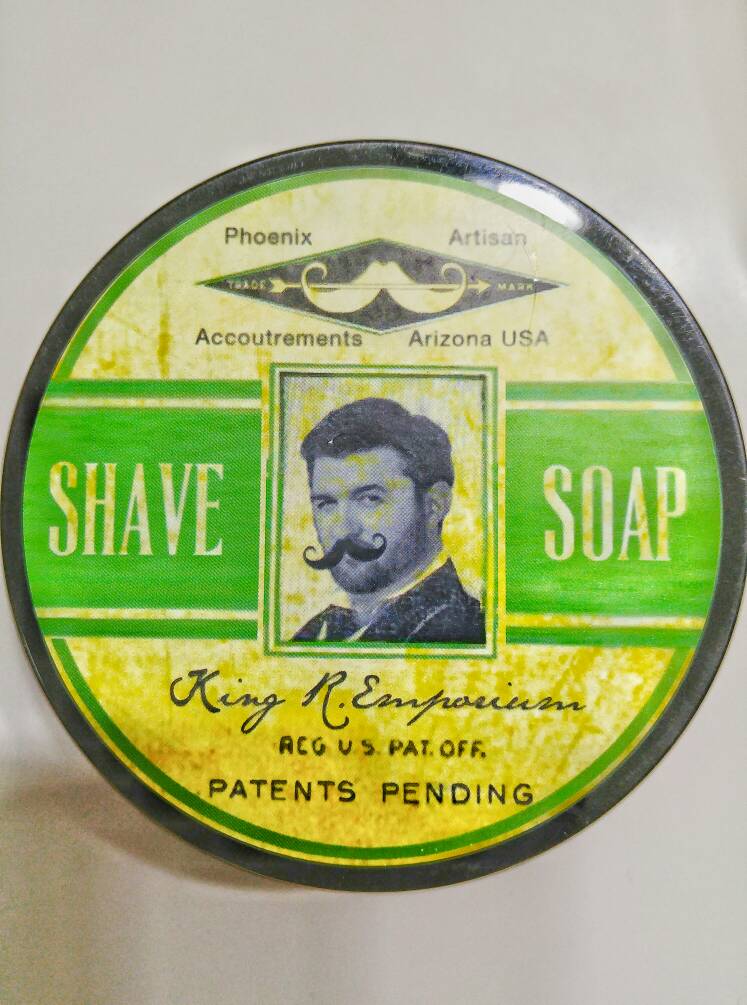 Phoenix Artisan
TRADE MARK
Accoutrements Arizona USA
SHAVE SOAP
King R. Emporium
REG U S. PAT. OFF.
PATENTS PENDING